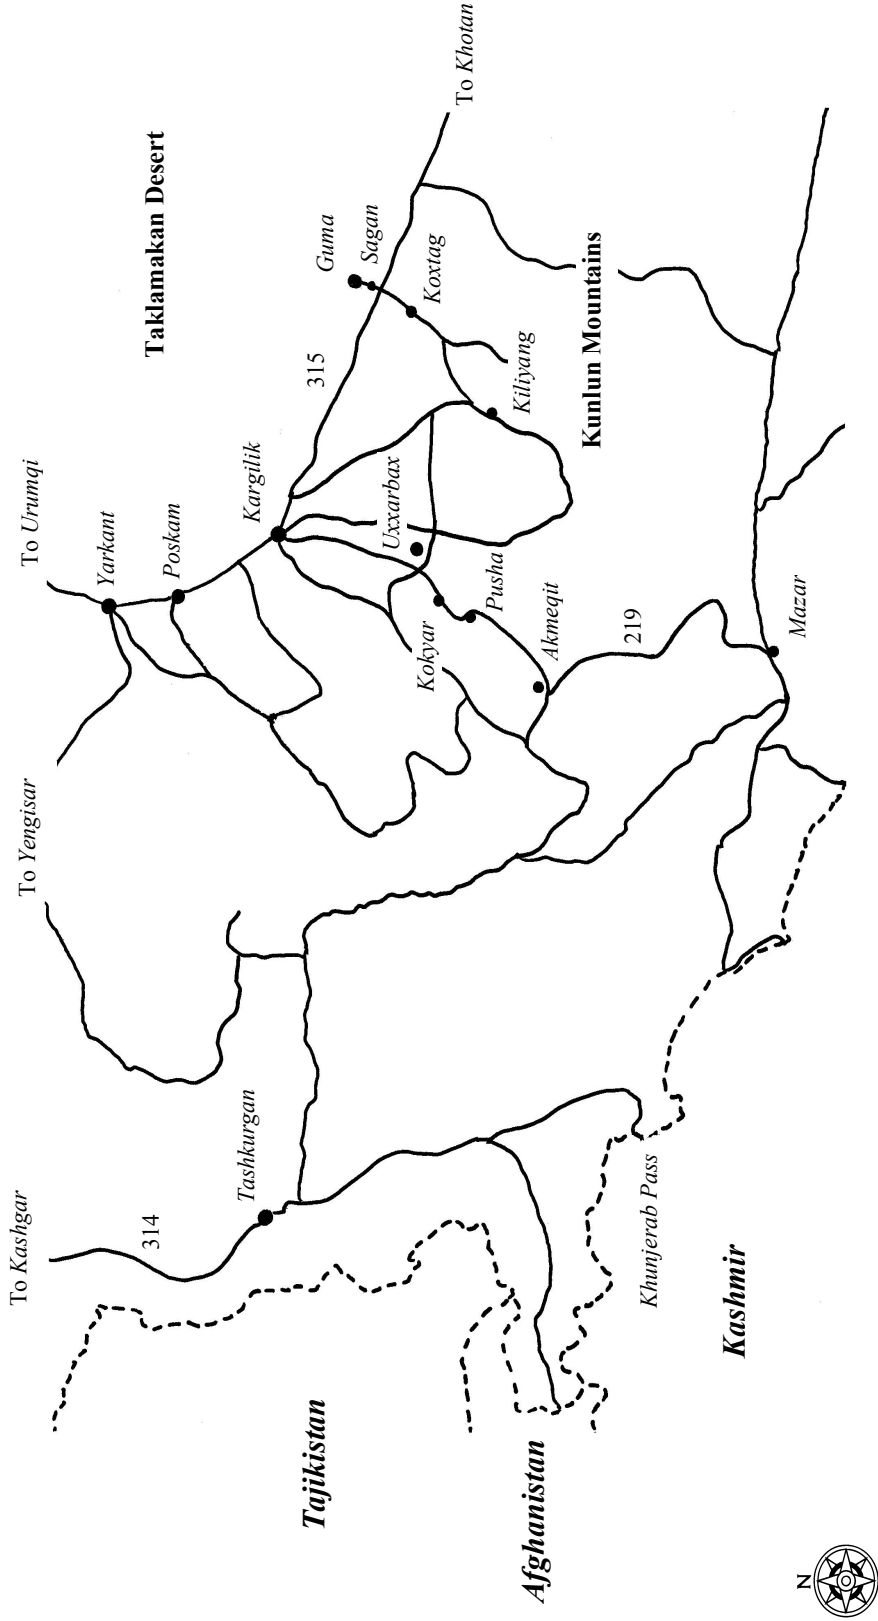 To Kashgar
To Yengisar
To Urumqi
314
Yarkant
Taklamakan Desert
Poskam
Tashkurgan
Kargilik
Tajikistan
315
Guma
Sagan
Uxxarbax
Koxtag
Kokyar
To Khotan
Pusha
Kiliyang
Afghanistan
Akmeqit
Kunlun Mountains
219
Khunjerab Pass
Kashmir
Mazar
N